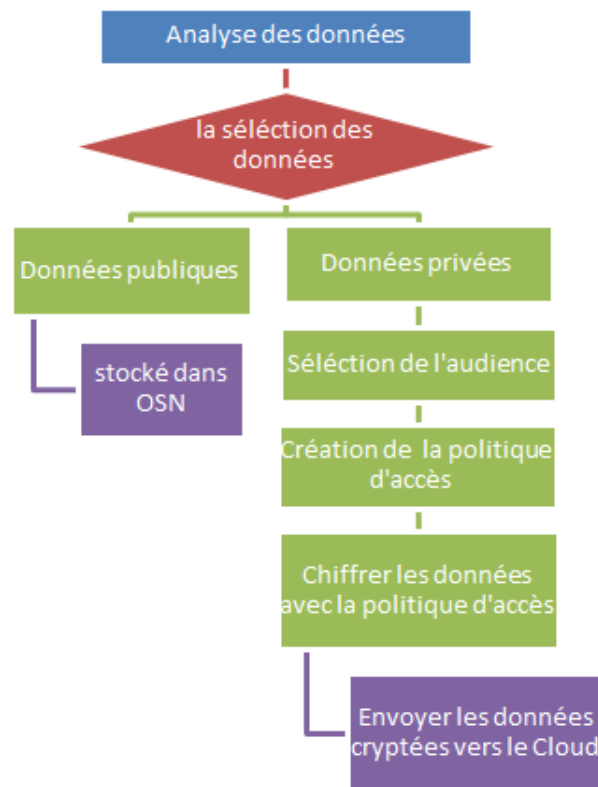 Analyse des données
la séléction des
données
Données publiques
Données privées
stocké dans
OSN
Séléction de l'audience
Création de la politique
d'accès
Chiffrer les données
avec la politique d'accès
Envoyer les données
cryptées vers le Cloud